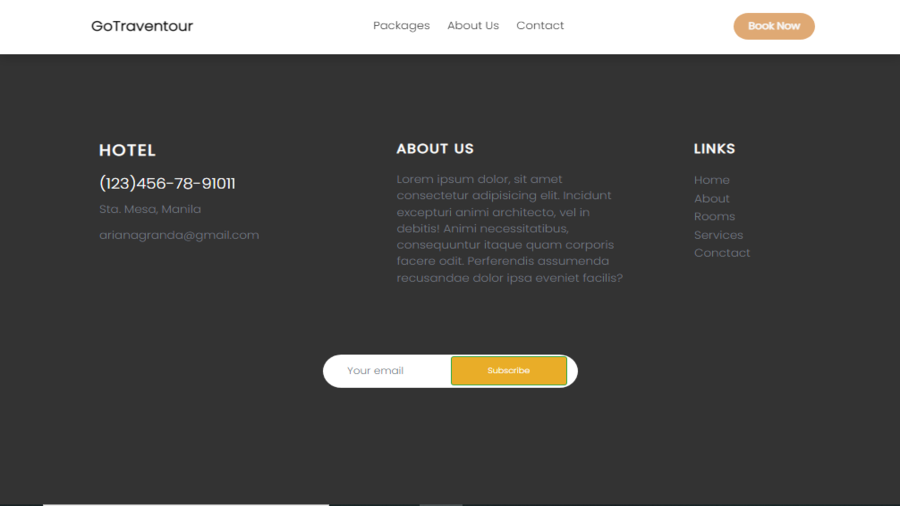 GoTraventour
Packages About Us Contact
Book Now
HOTEL
(123)456-78-91011
Sta. Mesa, Manila
arianagranda@gmail.com
ABOUT US
Lorem ipsum dolor, sit amet
consectetur adipisicing elit. Incidunt
excepturi animi architecto, vel in
debitis! Animi necessitatibus,
consequuntur itaque quam corporis
facere odit. Perferendis assumenda
recusandae dolor ipsa eveniet facilis?
LINKS
Home
About
Rooms
Services
Conctact
Your email
Subscribe